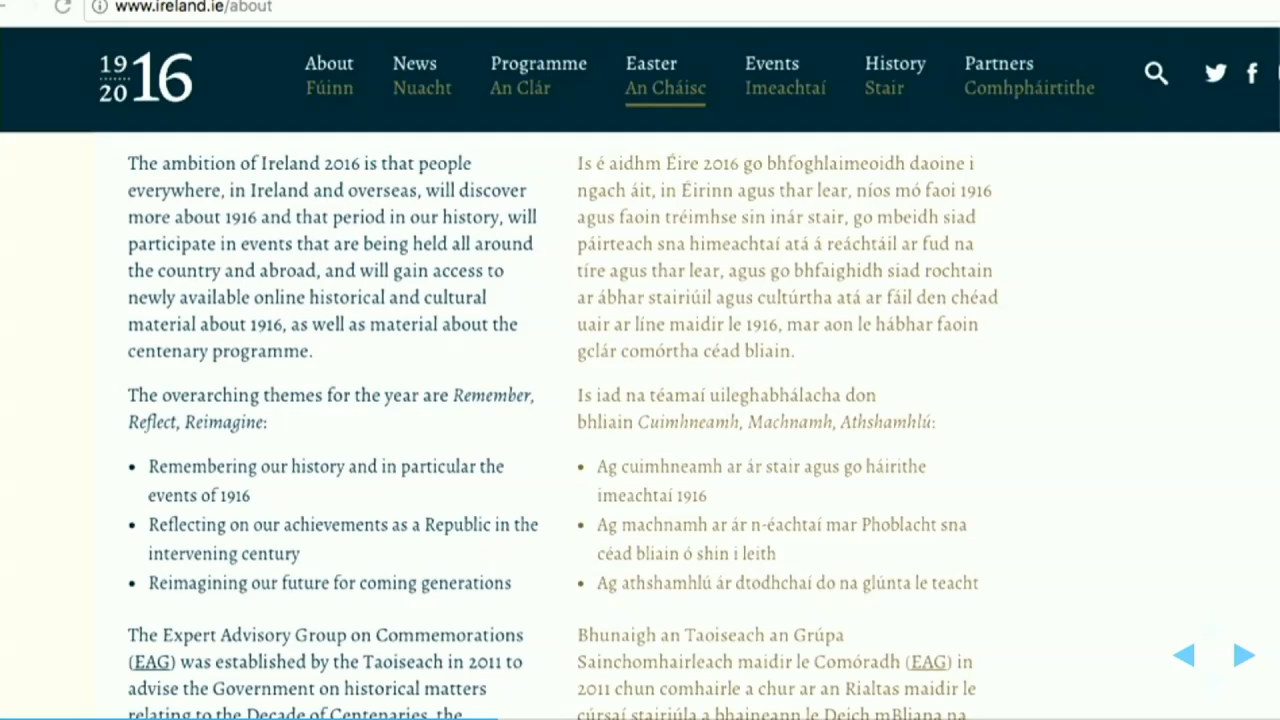 www.ireland.ie/about
19
20 16
About News Programme Easter Events History Partners
Fúinn Nuacht An Clár An Cháisc Imeachtaí Stair Comhpháirtithe
The ambition of Ireland 2016 is that people
everywhere, in Ireland and overseas, will discover
more about 1916 and that period in our history, will
participate in events that are being held all around
the country and abroad, and will gain access to
newly available online historical and cultural
material about 1916, as well as material about the
centenary programme.
The overarching themes for the year are Remember,
Reflect, Reimagine:
• Remembering our history and in particular the
events of 1916
• Reflecting on our achievements as a Republic in the
intervening century
• Reimagining our future for coming generations
The Expert Advisory Group on Commemorations
(EAG) was established by the Taoiseach in 2011 to
advise the Government on historical matters
relating to the Decade of Centenaries, the
Is é aidhm Éire 2016 go bhfoghlaimeoidh daoine i
ngach áit, in Éirinn agus thar lear, níos mó faoi 1916
agus faoin tréimhse sin inár stair, go mbeidh siad
páirteach sna himeachtaí atá á reáchtáil ar fud na
tíre agus thar lear, agus go bhfaighidh siad rochtain
ar ábhar stairiúil agus cultúrtha atá ar fáil den chéad
uair ar líne maidir le 1916, mar aon le hábhar faoin
gclár comórtha céad bliain.
Is iad na téamaí uileghabhálacha don
bhliain Cuimhneamh, Machnamh, Athshamhlú:
• Ag cuimhneamh ar ár stair agus go háirithe
imeachtaí 1916
• Ag machnamh ar ár n-éachtaí mar Phoblacht sna
céad bliain ó shin i leith
• Ag athshamhlú ár dtodhchaí do na glúnta le teacht
Bhunaigh an Taoiseach an Grúpa
Sainchomhairleach maidir le Comóradh (EAG) in
2011 chun comhairle a chur ar an Rialtas maidir le
cúrsaí stairiúla a bhaineann le Deich mBliana na